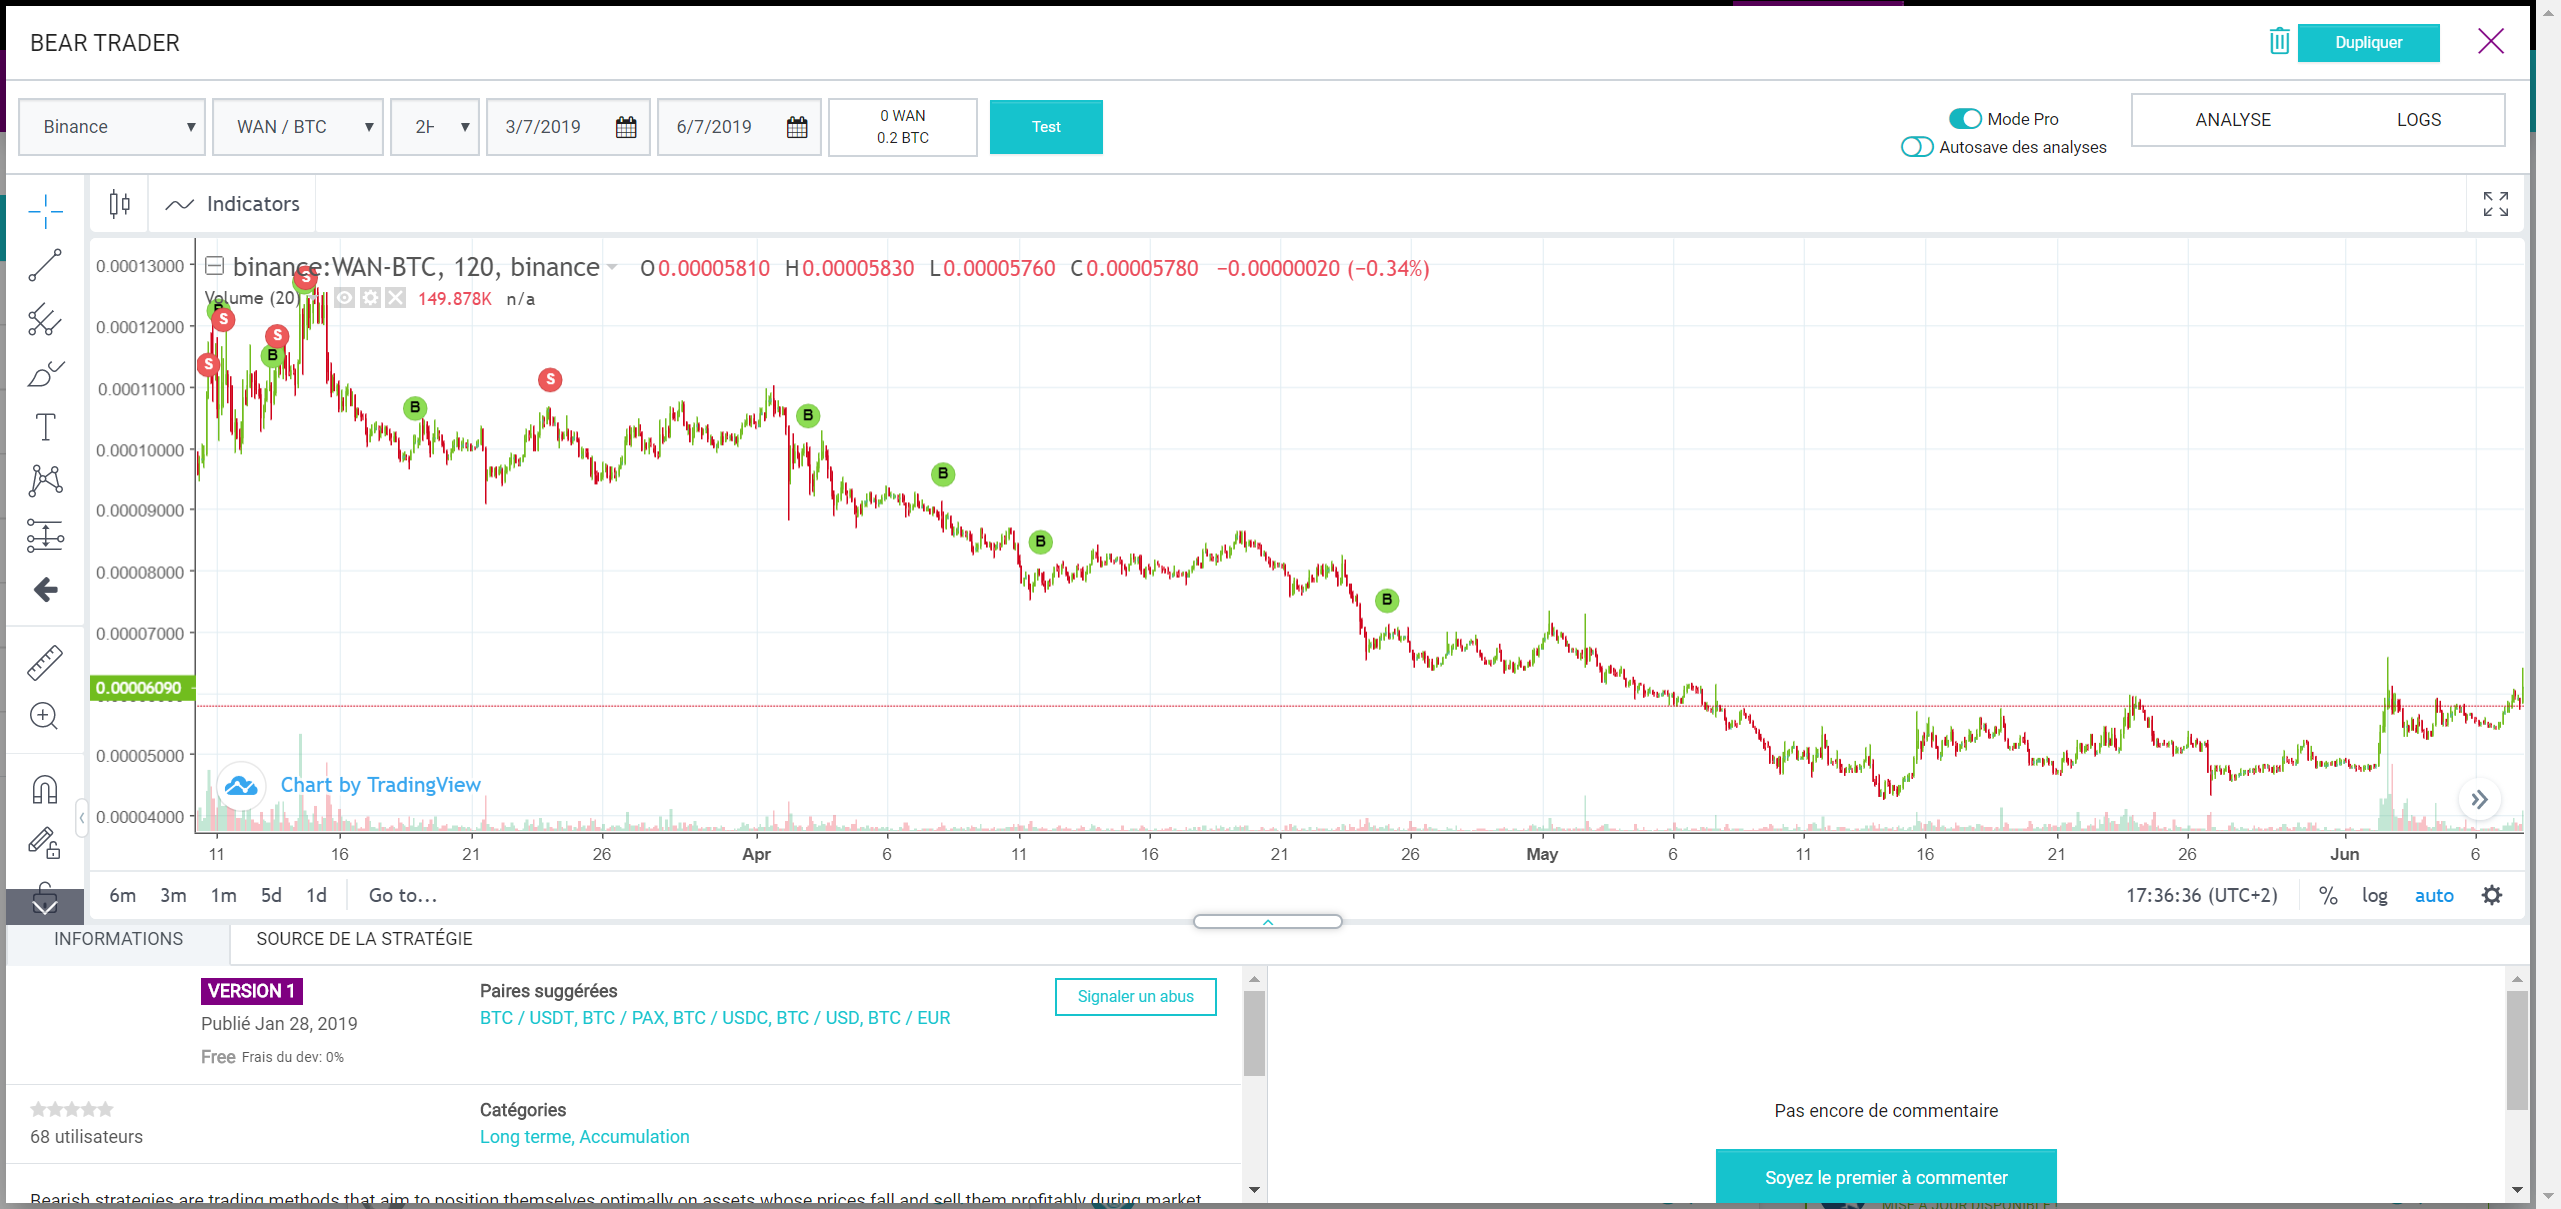 BEAR TRADER
Dupliquer
Binance
WAN / BTC
3/7/2019
6/7/2019
0 WAN
0.2 BTC
Test
Mode Pro
Autosave des analyses
ANALYSE
LOGS
Indicators
binance:WAN-BTC, 120, binance
O0.00005810 H0.00005830 L0.00005760 C0.00005780 −0.00000020 (−0.34%)
Volume (20)
149.878K n/a
0.00013000
0.00012000
0.00011000
0.00010000
0.00009000
0.00008000
0.00007000
0.00006090
0.00005000
0.00004000
S
B
S
S
B
S
B
S
B
B
B
B
Chart by TradingView
11 16 21 26 Apr 6 11 16 21 26 May 6 11 16 21 26 Jun 6
6m 3m 1m 5d 1d Go to...
17:36:36 (UTC+2) % log auto
INFORMATIONS
SOURCE DE LA STRATÉGIE
VERSION 1
Publié Jan 28, 2019
Free Frais du dev: 0%
Paires suggérées
BTC / USDT, BTC / PAX, BTC / USDC, BTC / USD, BTC / EUR
Signaler un abus
68 utilisateurs
Catégories
Long terme, Accumulation
Bearish strategies are trading methods that aim to position themselves optimally on assets whose prices fall and sell them profitably during market
Pas encore de commentaire
Soyez le premier à commenter
MISE À JOUR DISPONIBLE